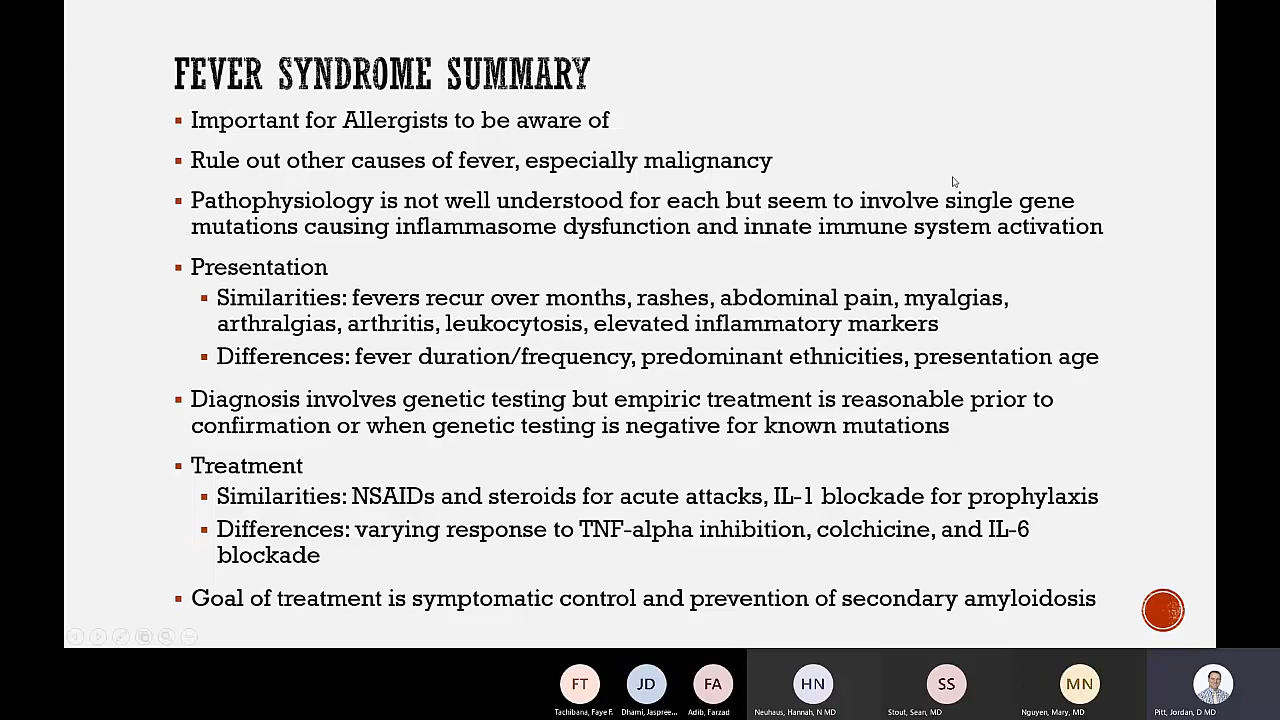 FEVER SYNDROME SUMMARY
Important for Allergists to be aware of
Rule out other causes of fever, especially malignancy
Pathophysiology is not well understood for each but seem to involve single gene
mutations causing inflammasome dysfunction and innate immune system activation
Presentation
Similarities: fevers recur over months, rashes, abdominal pain, myalgias,
arthralgias, arthritis, leukocytosis, elevated inflammatory markers
Differences: fever duration/frequency, predominant ethnicities, presentation age
Diagnosis involves genetic testing but empiric treatment is reasonable prior to
confirmation or when genetic testing is negative for known mutations
Treatment
Similarities: NSAIDs and steroids for acute attacks, IL-1 blockade for prophylaxis
Differences: varying response to TNF-alpha inhibition, colchicine, and IL-6
blockade
Goal of treatment is symptomatic control and prevention of secondary amyloidosis
FT JD FA HN SS MN
Tachibana, Faye F. Dhami, Jaspree... Adib, Farzad Neuhaus, Hannah, N MD Stout, Sean, MD Nguyen, Mary, MD Pitt, Jordan, D MD